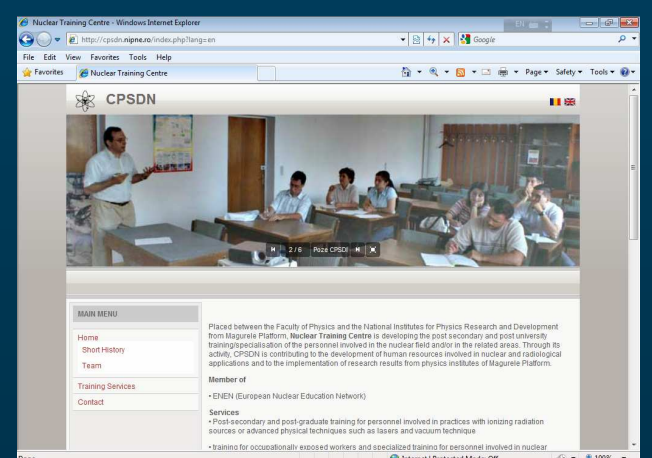 Nuclear Training Centre - Windows Internet Explorer
EN
http://cpsdn.nipne.ro/index.php?lang=en
Google
File Edit View Favorites Tools Help
Favorites
Nuclear Training Centre
Page Safety Tools
CPSDN
2 / 6 Poze CPSDN
MAIN MENU
Home
Short History
Team
Training Services
Contact
Placed between the Faculty of Physics and the National Institutes for Physics Research and Development
from Magurele Platform, Nuclear Training Centre is developing the post secondary and post university
training/specialisation of the personnel involved in the nuclear field and/or in the related areas. Through its
activity, CPSDN is contributing to the development of human resources involved in nuclear and radiological
applications and to the implementation of research results from physics institutes of Magurele Platform.
Member of
• ENEN (European Nuclear Education Network)
Services
• Post-secondary and post-graduate training for personnel involved in practices with ionizing radiation
sources or advanced physical techniques such as lasers and vacuum technique
• training for occupationally exposed workers and specialized training for personnel involved in nuclear
Internet | Protected Mode: Off
100%